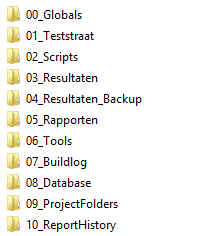 00_Globals
01_Teststraat
02_Scripts
03_Resultaten
04_Resultaten_Backup
05_Rapporten
06_Tools
07_Buildlog
08_Database
09_ProjectFolders
10_ReportHistory